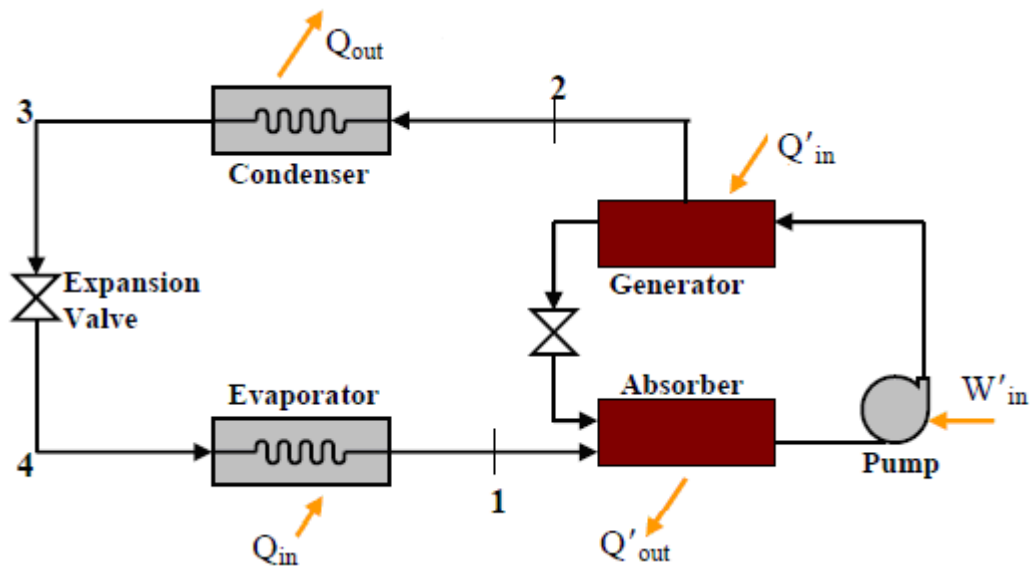 Qout
2
3
Q'in
Condenser
Expansion
Valve
Generator
Evaporator
Absorber
W'in
4
1
Pump
Qin
Q'out